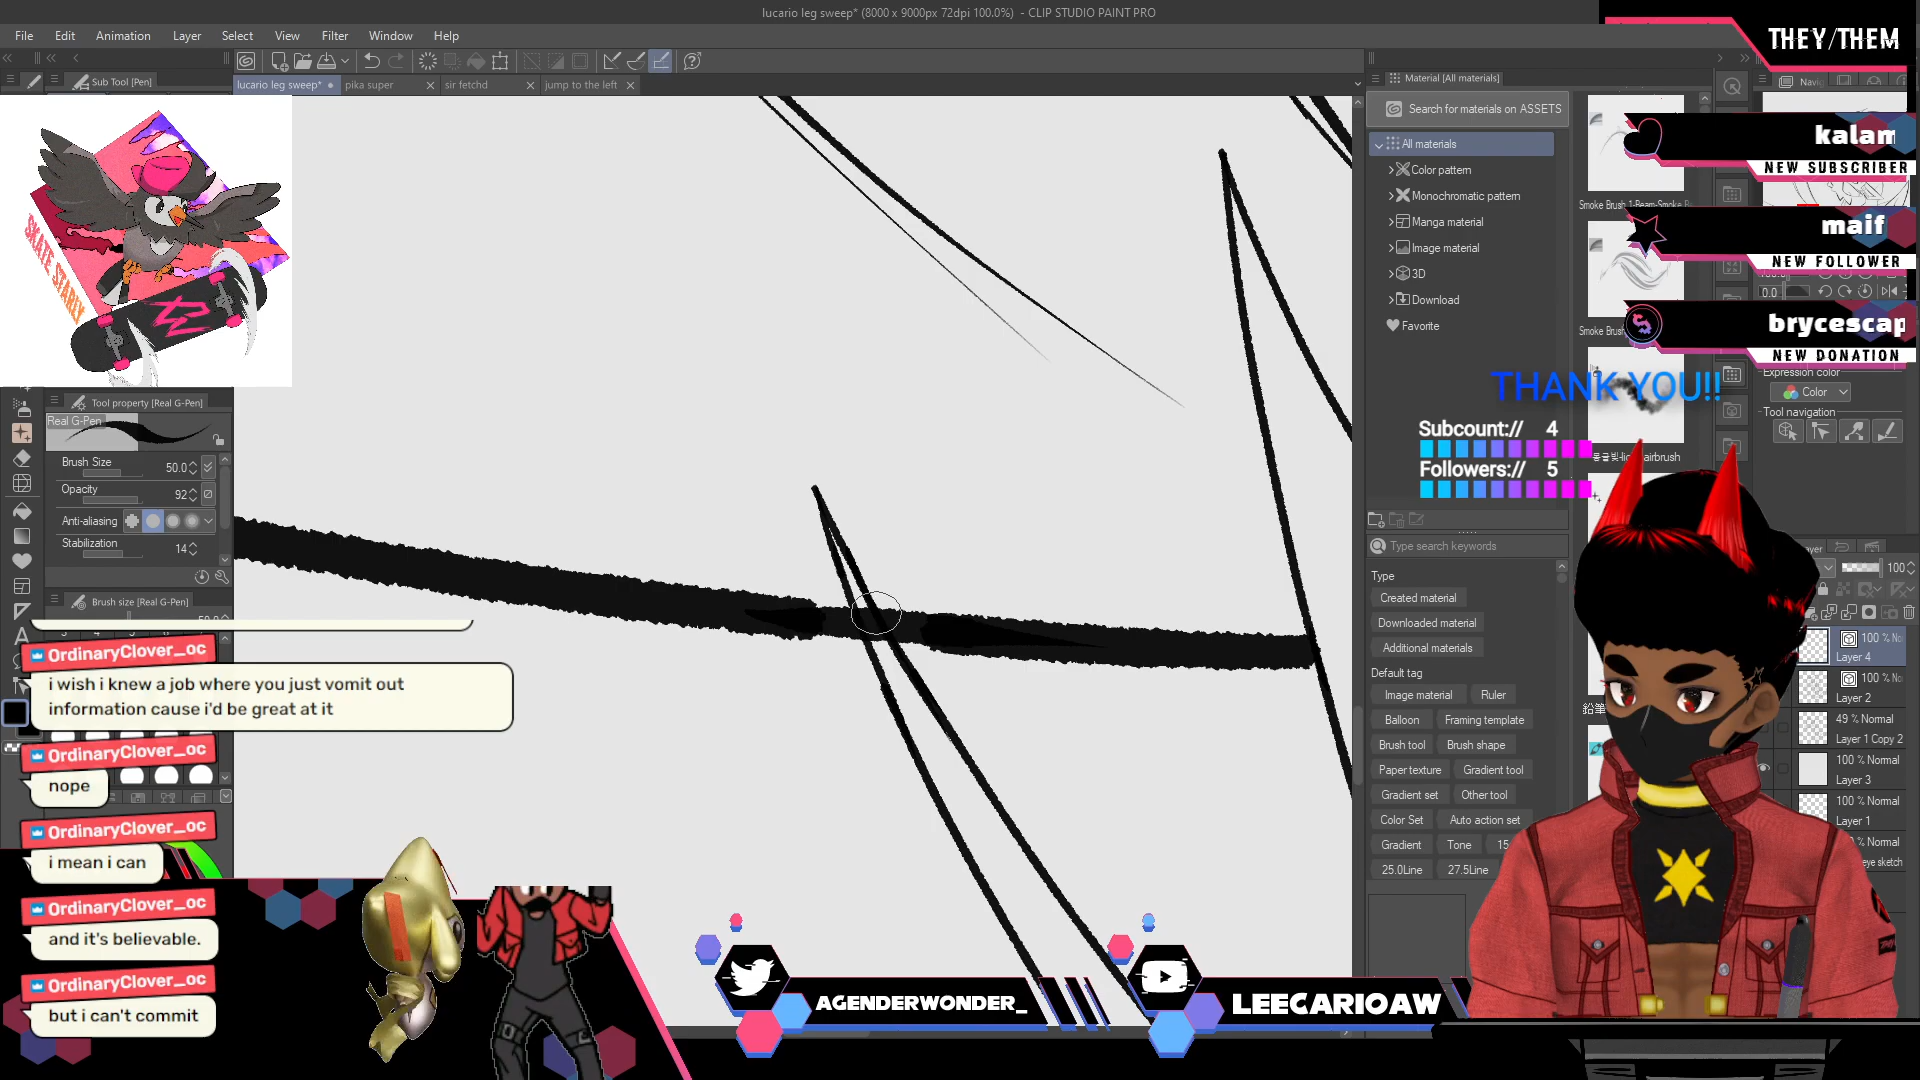 lucario leg sweep* (8000 x 9000px 72dpi 100.0%) - CLIP STUDIO PAINT PRO
THEY/THEM
File Edit Animation Layer Select View Filter Window Help
Sub Tool [Pen]
lucario leg sweep* pika super sir fetchd jump to the left
Material [All materials]
Search for materials on ASSETS
All materials
Color pattern
Monochromatic pattern
Manga material
Image material
3D
Download
Favorite
kalam
NEW SUBSCRIBER
maif
NEW FOLLOWER
brycescap
NEW DONATION
SKATE STARLY
Expression color
Color
Tool navigation
THANK YOU!!
Subcount:// 4
Followers:// 5
Tool property [Real G-Pen]
Real G-Pen
Brush Size 50.0
Opacity 92
Anti-aliasing
Stabilization 14
Brush size [Real G-Pen]
Type search keywords
Type
Created material
Downloaded material
Additional materials
Default tag
Image material Ruler
Balloon Framing template
Brush tool Brush shape
Paper texture Gradient tool
Gradient set Other tool
Color Set Auto action set
Gradient Tone 15
25.0Line 27.5Line
100
Layer 4
Layer 2
49 % Normal
Layer 1 Copy 2
100 % Normal
Layer 3
100 % Normal
Layer 1
% Normal
eye sketch
OrdinaryClover_oc
i wish i knew a job where you just vomit out
information cause i'd be great at it
OrdinaryClover_oc
nope
OrdinaryClover_oc
i mean i can
OrdinaryClover_oc
and it's believable.
OrdinaryClover_oc
but i can't commit
AGENDERWONDER_
LEECARIOAW